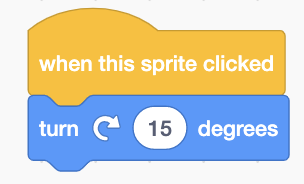 when this sprite clicked
turn 15 degrees